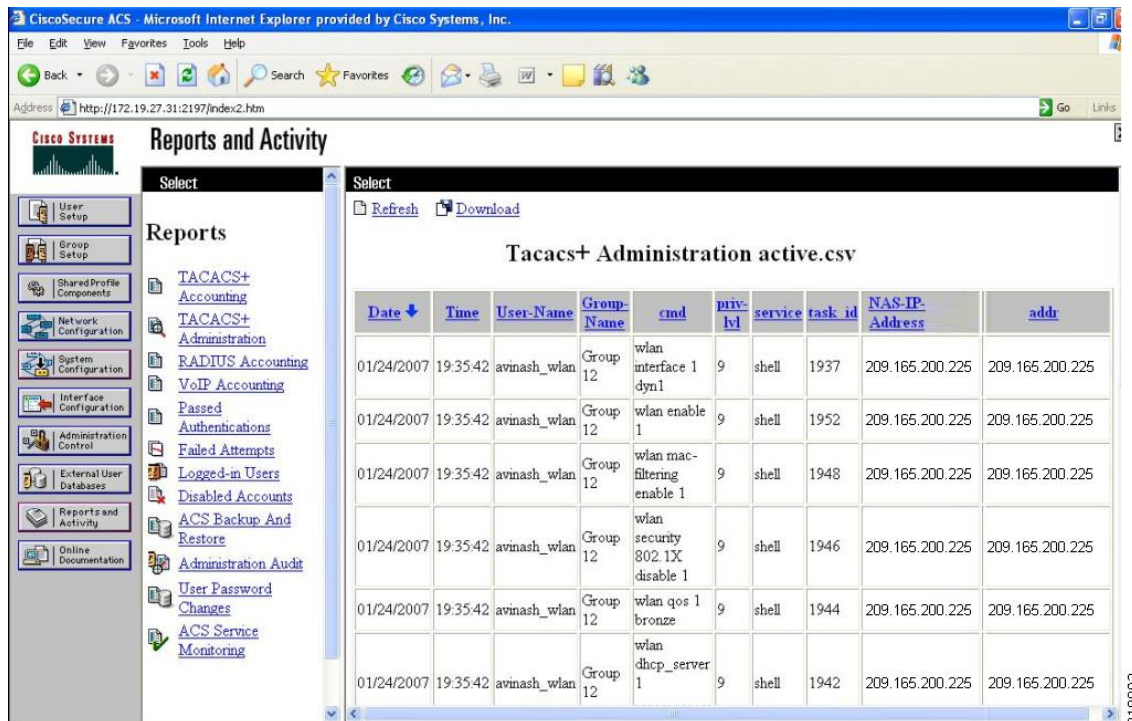 CiscoSecure ACS - Microsoft Internet Explorer provided by Cisco Systems, Inc.
File Edit View Favorites Tools Help
Back Search Favorites
Address http://172.19.27.31:2197/index2.htm Go Links
CISCO SYSTEMS
Reports and Activity
User Setup
Group Setup
Shared Profile Components
Network Configuration
System Configuration
Interface Configuration
Administration Control
External User Databases
Reports and Activity
Online Documentation
Select
Reports
TACACS+ Accounting
TACACS+ Administration
RADIUS Accounting
VoIP Accounting
Passed Authentications
Failed Attempts
Logged-in Users
Disabled Accounts
ACS Backup And Restore
Administration Audit
User Password Changes
ACS Service Monitoring
Select
Refresh Download
Tacacs+ Administration active.csv
Date Time User-Name Group-Name cmd priv-lvl service task_id NAS-IP-Address addr
01/24/2007 19:35:42 avinash_wlan Group 12 wlan interface 1 dyn1 9 shell 1937 209.165.200.225 209.165.200.225
01/24/2007 19:35:42 avinash_wlan Group 12 wlan enable 1 9 shell 1952 209.165.200.225 209.165.200.225
01/24/2007 19:35:42 avinash_wlan Group 12 wlan mac-filtering enable 1 9 shell 1948 209.165.200.225 209.165.200.225
01/24/2007 19:35:42 avinash_wlan Group 12 wlan security 802.1X disable 1 9 shell 1946 209.165.200.225 209.165.200.225
01/24/2007 19:35:42 avinash_wlan Group 12 wlan qos 1 bronze 9 shell 1944 209.165.200.225 209.165.200.225
01/24/2007 19:35:42 avinash_wlan Group 12 wlan dhcp_server 1 9 shell 1942 209.165.200.225 209.165.200.225